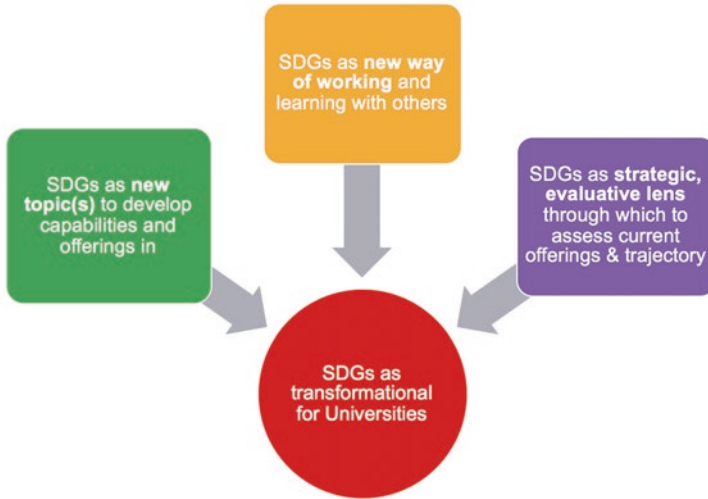 SDGs as new way
of working and
learning with others
SDGs as new
topic(s) to develop
capabilities and
offerings in
SDGs as strategic,
evaluative lens
through which to
assess current
offerings & trajectory
SDGs as
transformational
for Universities